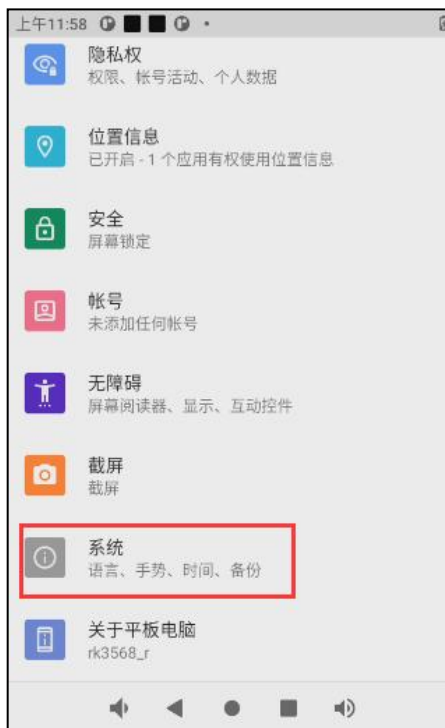 上午11:58
隐私权
权限、帐号活动、个人数据
位置信息
已开启 - 1 个应用有权使用位置信息
安全
屏幕锁定
帐号
未添加任何帐号
无障碍
屏幕阅读器、显示、互动控件
截屏
截屏
系统
语言、手势、时间、备份
关于平板电脑
rk3568_r